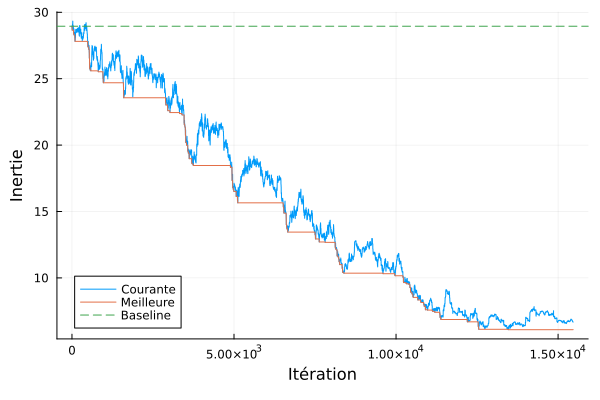 30
25
20
15
10
Inertie
Courante
Meilleure
Baseline
0
5.00×10³
1.00×10⁴
1.50×10⁴
Itération